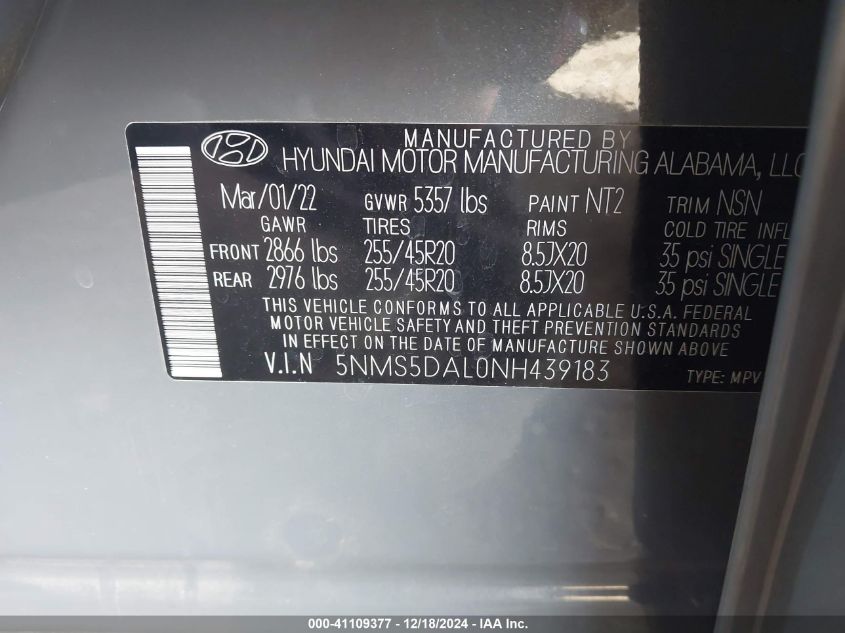 MANUFACTURED BY
HYUNDAI MOTOR MANUFACTURING ALABAMA, LLC
Mar/01/22 GVWR 5357 lbs PAINT NT2 TRIM NSN
GAWR TIRES RIMS COLD TIRE INFL
FRONT 2866 lbs 255/45R20 8.5JX20 35 psi SINGLE
REAR 2976 lbs 255/45R20 8.5JX20 35 psi SINGLE
THIS VEHICLE CONFORMS TO ALL APPLICABLE U.S.A. FEDERAL
MOTOR VEHICLE SAFETY AND THEFT PREVENTION STANDARDS
IN EFFECT ON THE DATE OF MANUFACTURE SHOWN ABOVE
V.I.N 5NMS5DAL0NH439183 TYPE: MPV
000-41109377 - 12/18/2024 - IAA Inc.